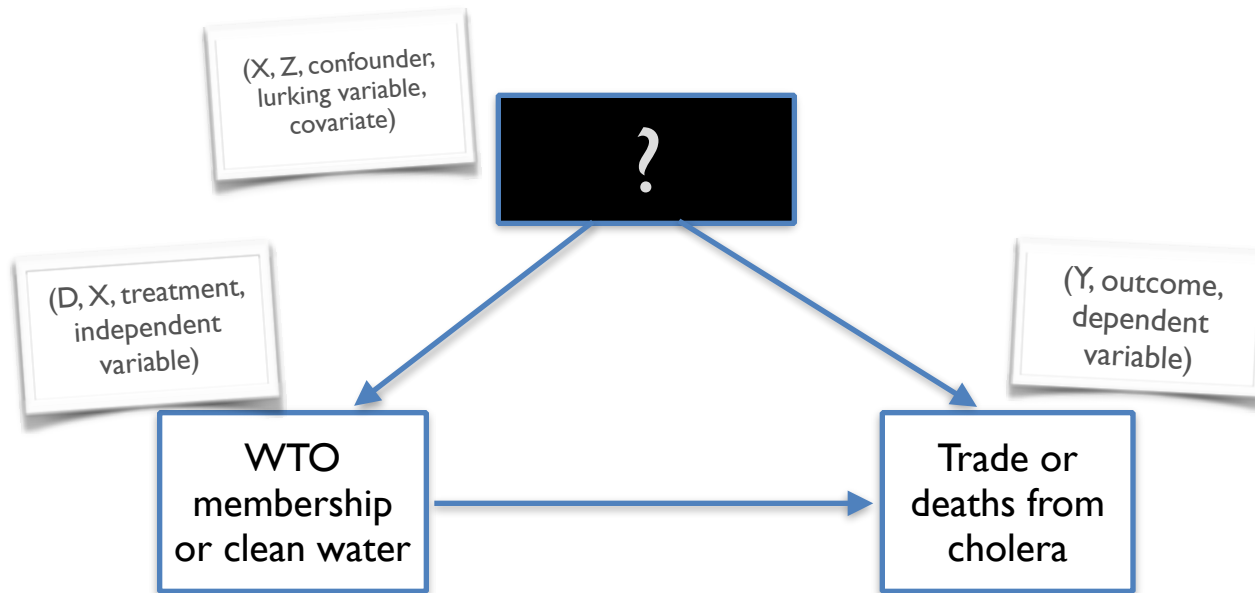 (X, Z, confounder,
lurking variable,
covariate)
?
(D, X, treatment,
independent
variable)
(Y, outcome,
dependent
variable)
WTO
membership
or clean water
Trade or
deaths from
cholera